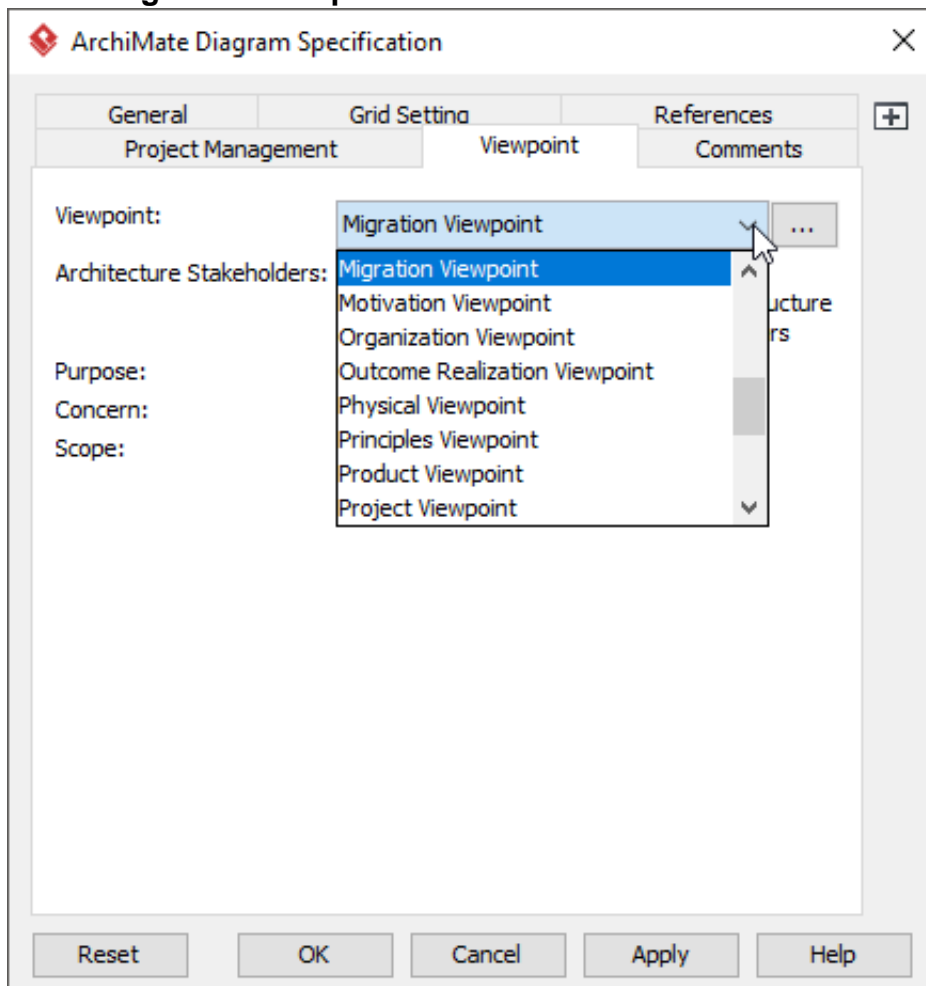 ArchiMate Diagram Specification
General Grid Setting References
Project Management Viewpoint Comments
Viewpoint: Migration Viewpoint ...
Architecture Stakeholders: Migration Viewpoint
Motivation Viewpoint ucture
Organization Viewpoint rs
Purpose: Outcome Realization Viewpoint
Concern: Physical Viewpoint
Scope: Principles Viewpoint
Product Viewpoint
Project Viewpoint
Reset OK Cancel Apply Help